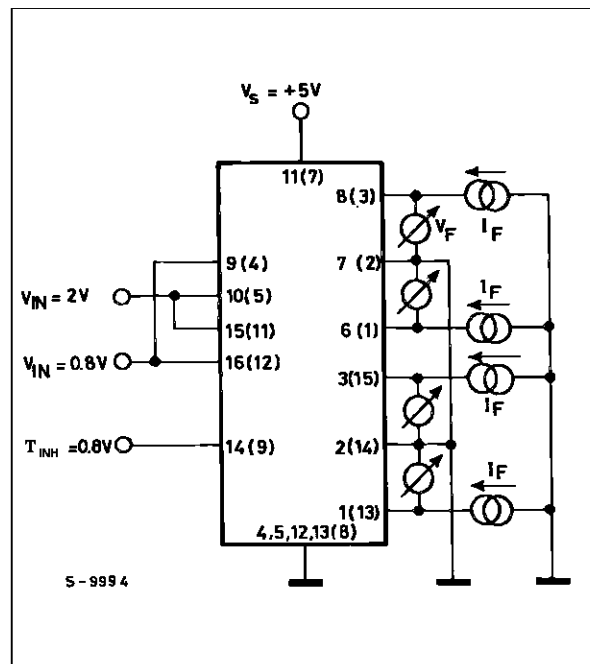 V_S = +5V
11(7)
8(3)
I_F
V_F
9(4)
7 (2)
V_IN = 2V
10(5)
I_F
15(11)
6(1)
V_IN = 0.8V
16(12)
3(15)
I_F
T_INH = 0.8V
14(9)
2(14)
I_F
1(13)
4,5,12,13(8)
S-9994